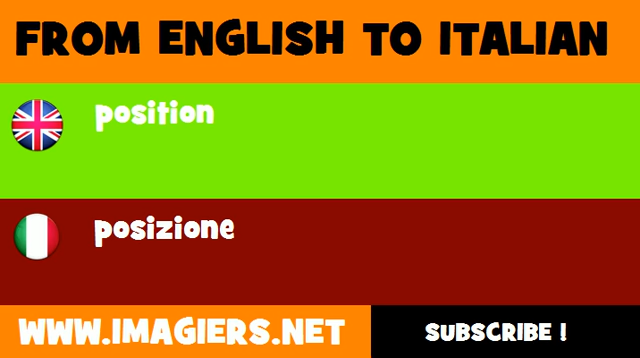 FROM ENGLISH TO ITALIAN
position
posizione
WWW.IMAGIERS.NET
SUBSCRIBE !